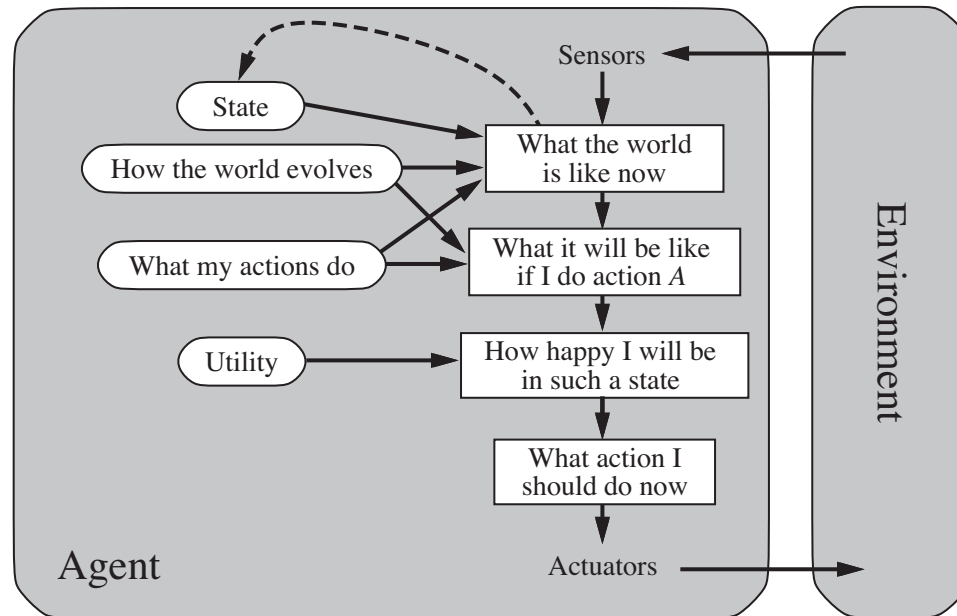 Sensors
State
What the world
is like now
How the world evolves
What my actions do
What it will be like
if I do action A
Utility
How happy I will be
in such a state
What action I
should do now
Actuators
Agent
Environment